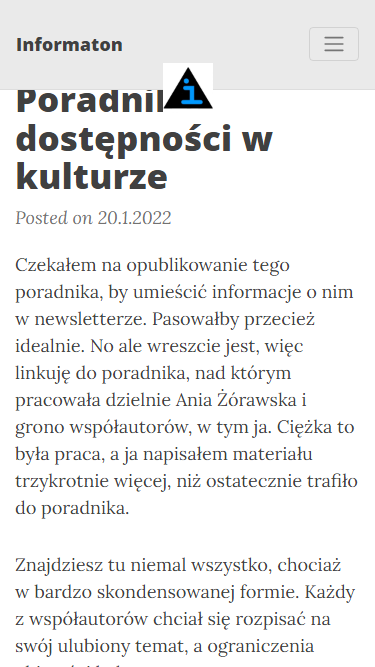 Informaton
Poradnik
dostępności w
kulturze
Posted on 20.1.2022
Czekałem na opublikowanie tego
poradnika, by umieścić informacje o nim
w newsletterze. Pasowałby przecież
idealnie. No ale wreszcie jest, więc
linkuję do poradnika, nad którym
pracowała dzielnie Ania Żórawska i
grono współautorów, w tym ja. Ciężka to
była praca, a ja napisałem materiału
trzykrotnie więcej, niż ostatecznie trafiło
do poradnika.
Znajdziesz tu niemal wszystko, chociaż
w bardzo skondensowanej formie. Każdy
z współautorów chciał się rozpisać na
swój ulubiony temat, a ograniczenia